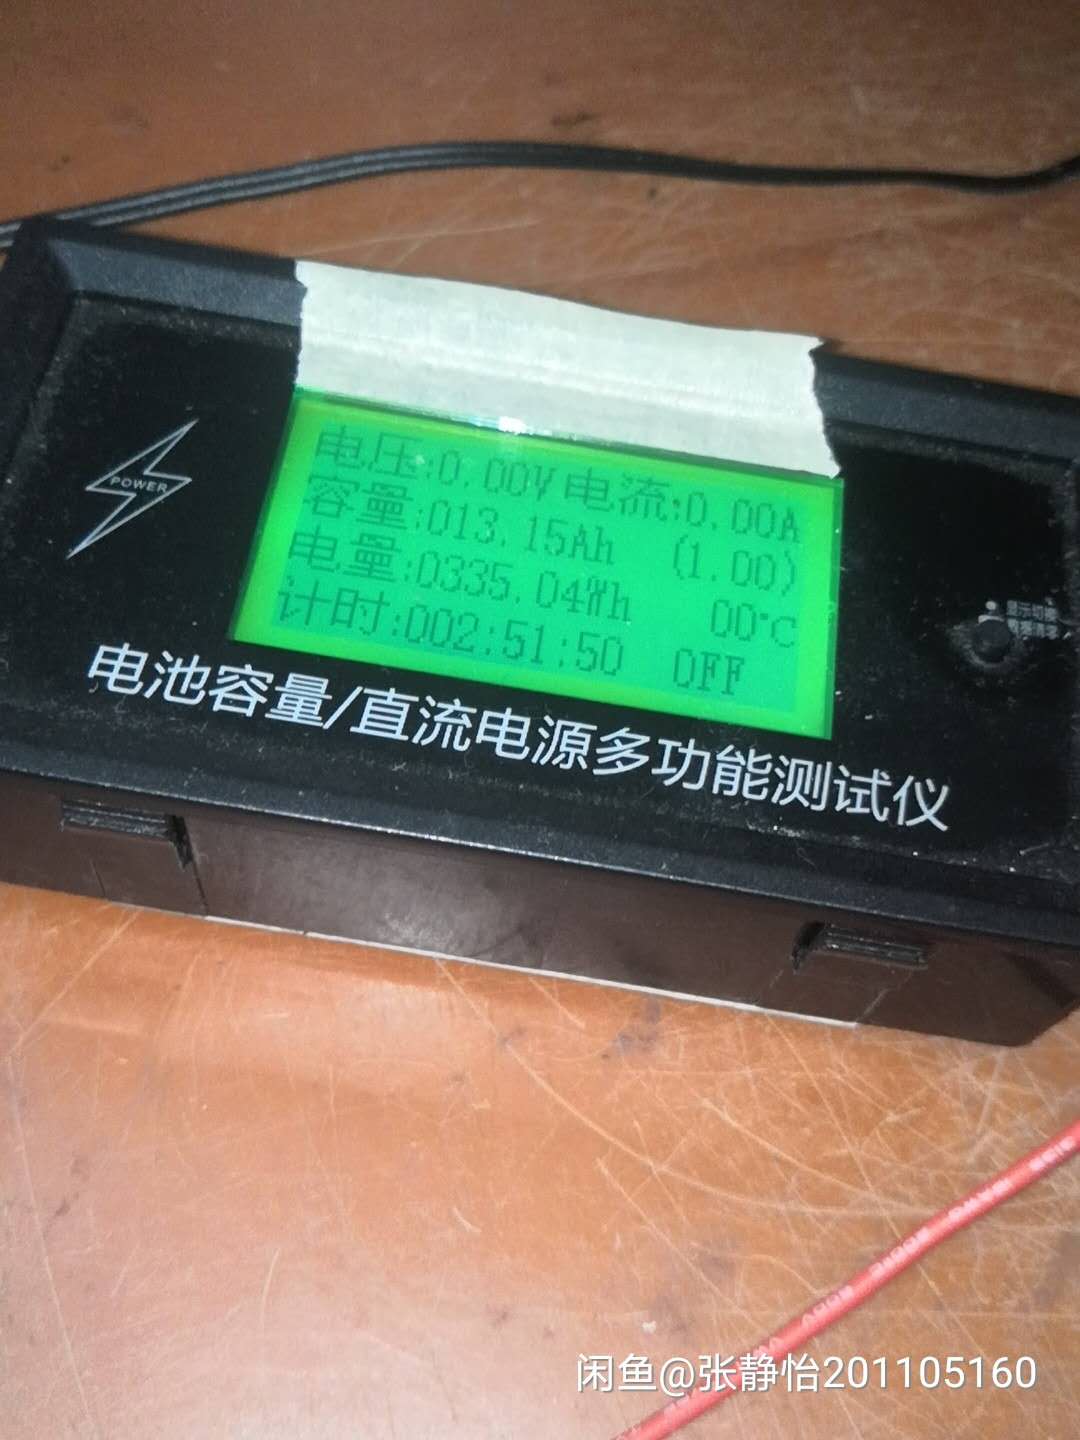 电压:0.00V 电流:0.00A
容量:013.15Ah (1.00)
电量:0335.04Wh 00°C
计时:002:51:50 OFF
POWER
电池容量/直流电源多功能测试仪
闲鱼@张静怡201105160